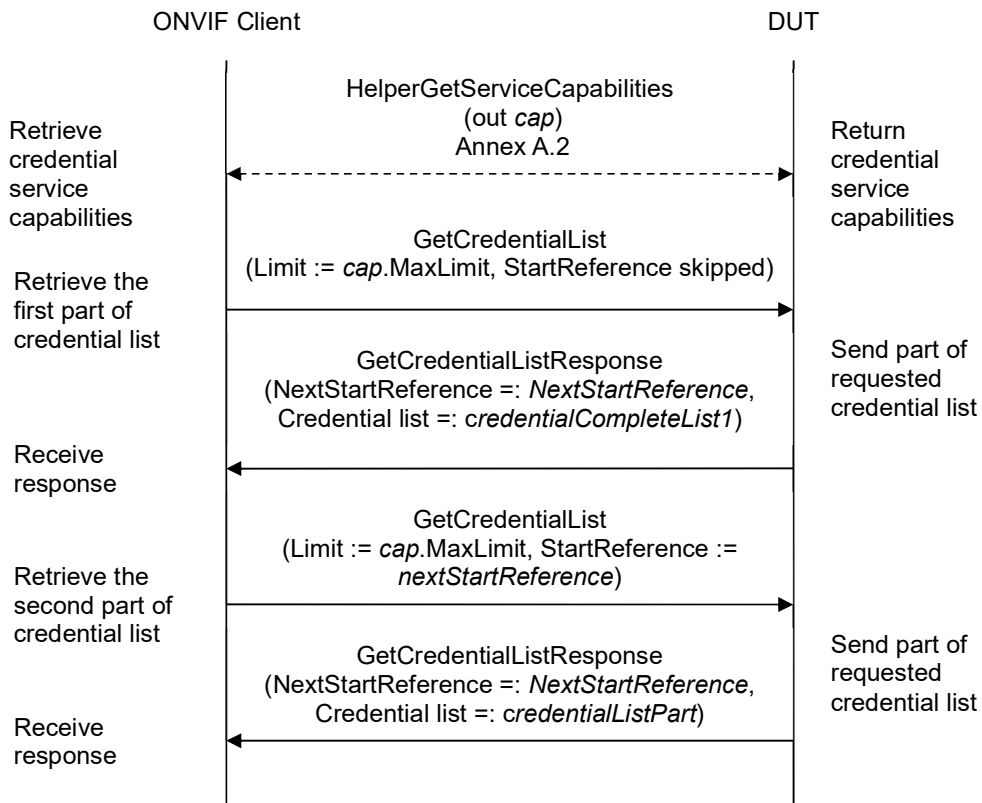 ONVIF Client
DUT
HelperGetServiceCapabilities
(out cap)
Annex A.2
Retrieve
credential
service
capabilities
Return
credential
service
capabilities
GetCredentialList
(Limit := cap.MaxLimit, StartReference skipped)
Retrieve the
first part of
credential list
GetCredentialListResponse
(NextStartReference =: NextStartReference,
Credential list =: credentialCompleteList1)
Send part of
requested
credential list
Receive
response
GetCredentialList
(Limit := cap.MaxLimit, StartReference :=
nextStartReference)
Retrieve the
second part of
credential list
GetCredentialListResponse
(NextStartReference =: NextStartReference,
Credential list =: credentialListPart)
Send part of
requested
credential list
Receive
response